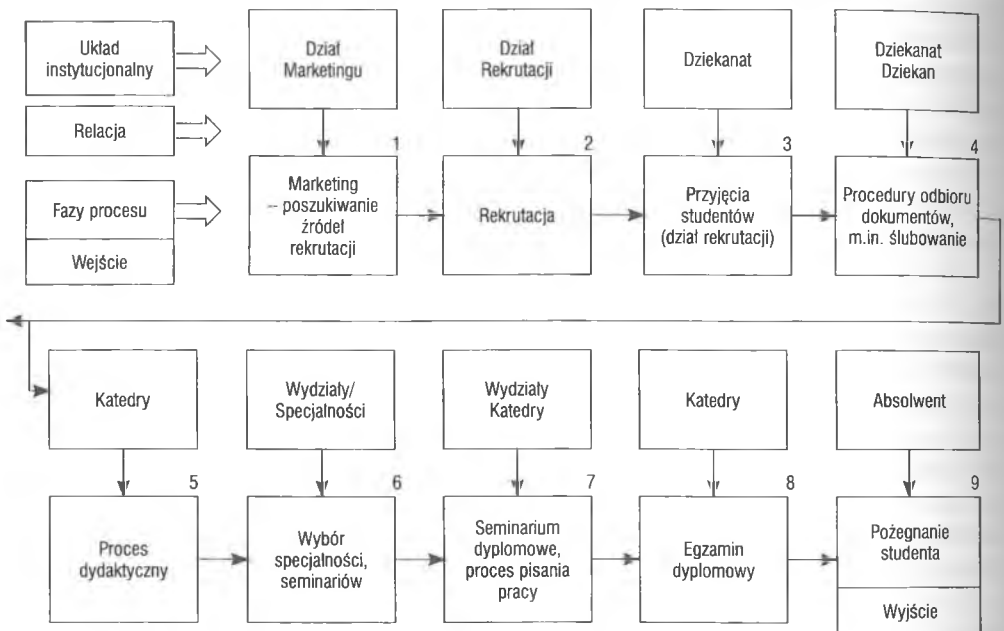 Układ
instytucjonalny
Dział
Marketingu
Dział
Rekrutacji
Dziekanat
Dziekanat
Dziekan
Relacja
1
2
3
4
Fazy procesu
Wejście
Marketing
– poszukiwanie
źródeł
rekrutacji
Rekrutacja
Przyjęcia
studentów
(dział rekrutacji)
Procedury odbioru
dokumentów,
m.in. ślubowanie
Katedry
Wydziały/
Specjalności
Wydziały
Katedry
Katedry
Absolwent
5
6
7
8
9
Proces
dydaktyczny
Wybór
specjalności,
seminariów
Seminarium
dyplomowe,
proces pisania
pracy
Egzamin
dyplomowy
Pożegnanie
studenta
Wyjście